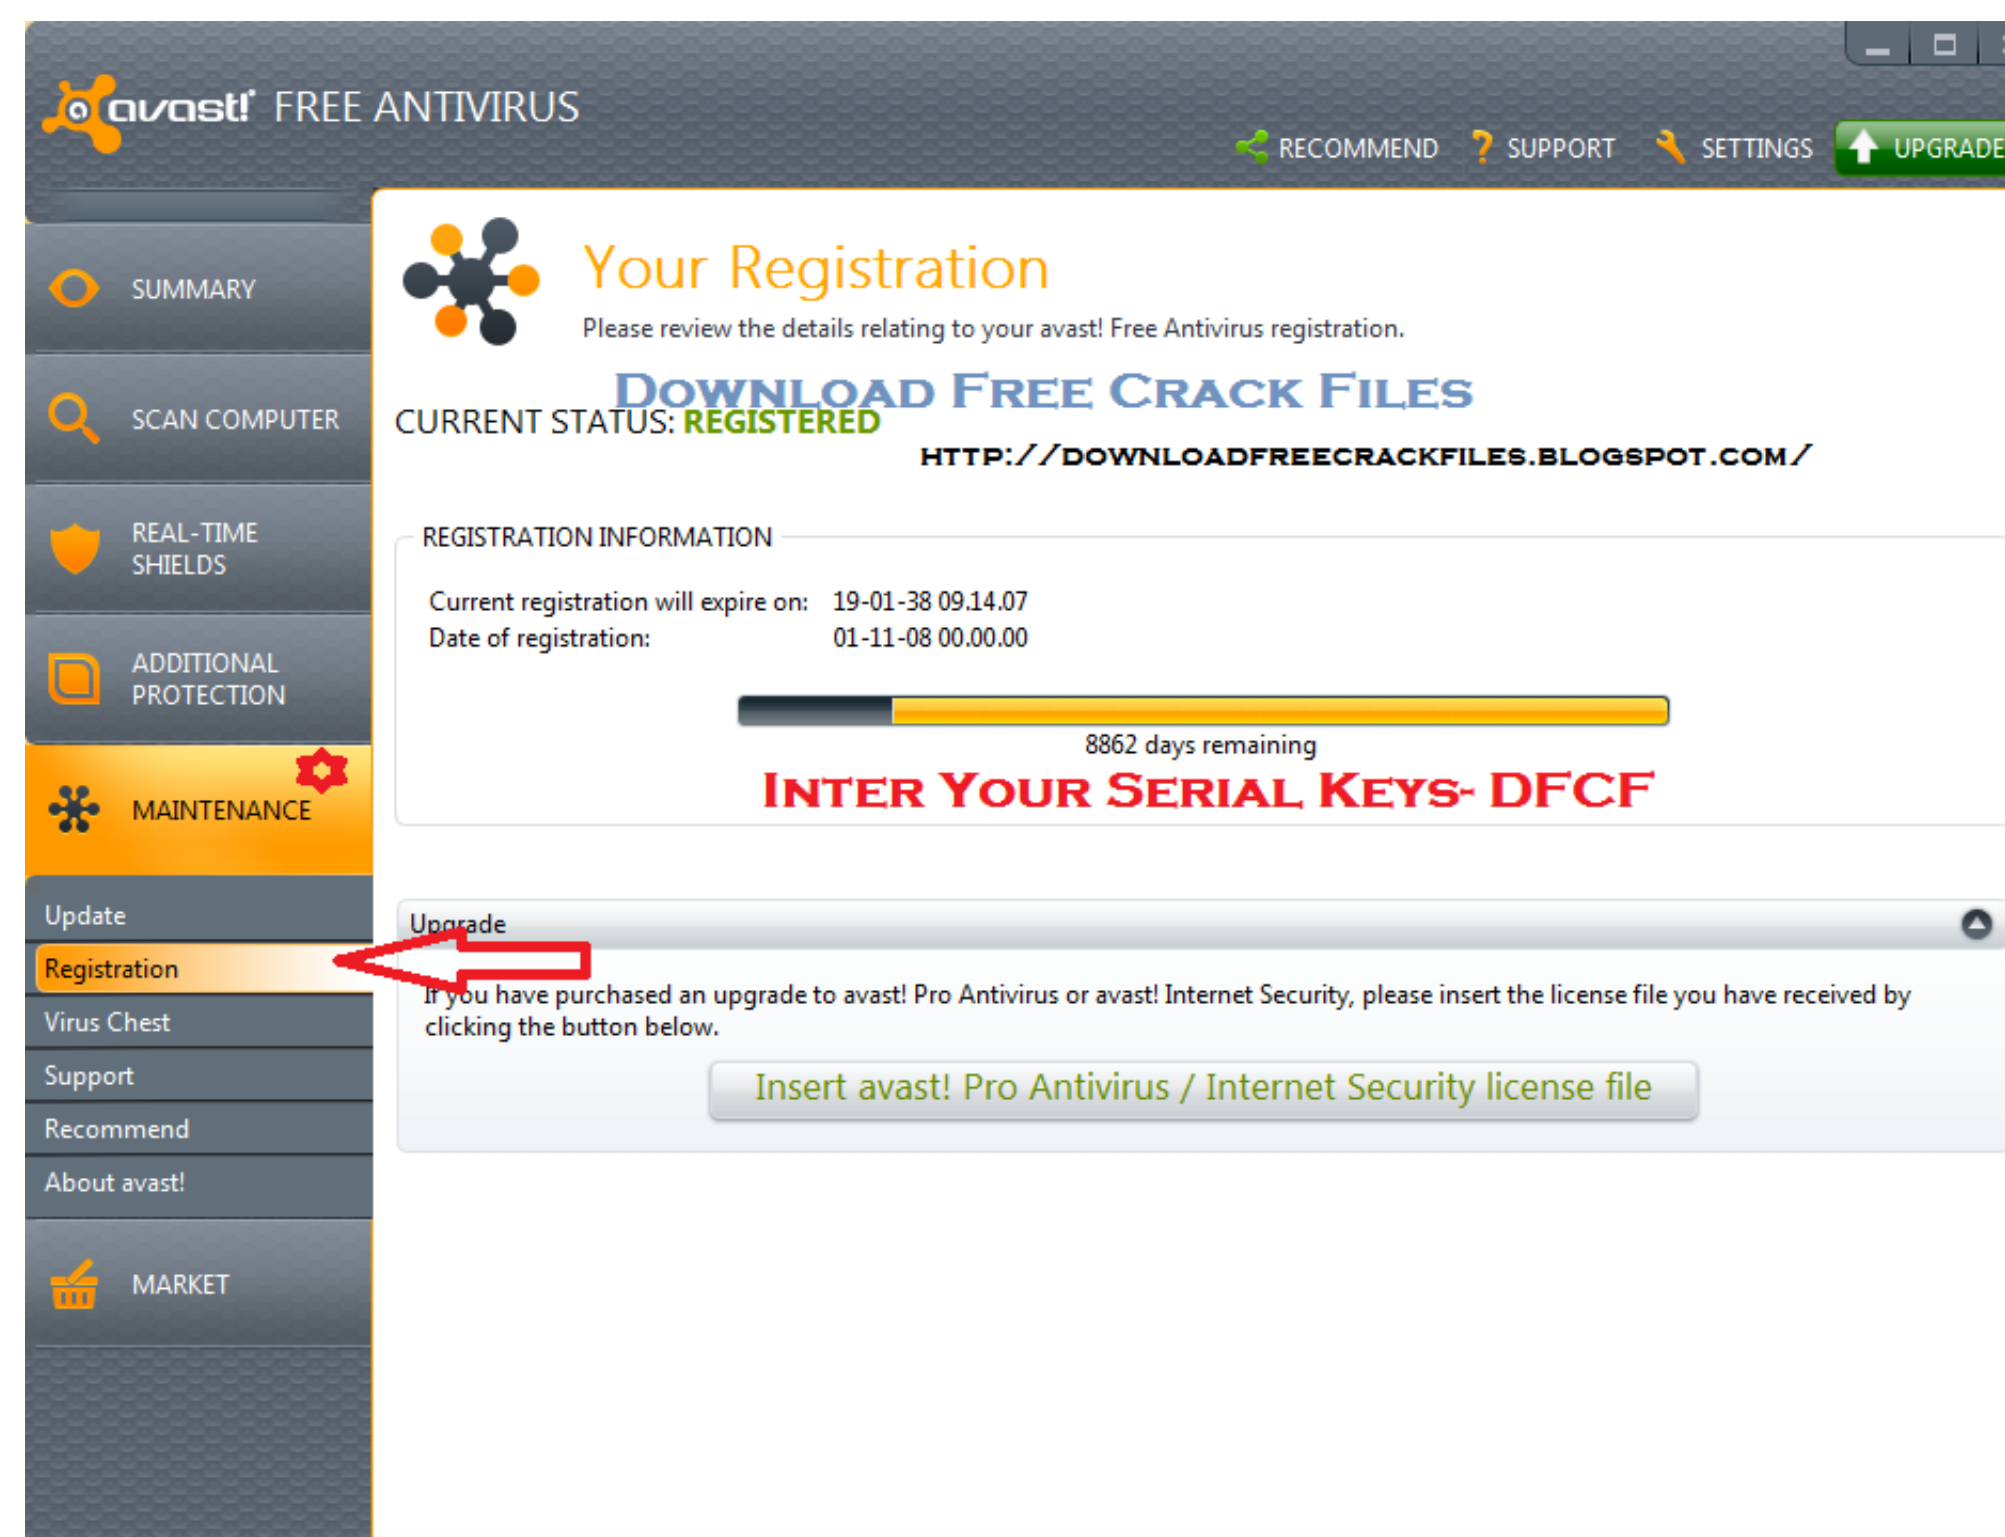 avast! FREE ANTIVIRUS
RECOMMEND ? SUPPORT SETTINGS UPGRADE
SUMMARY
SCAN COMPUTER
REAL-TIME
SHIELDS
ADDITIONAL
PROTECTION
MAINTENANCE
Update
Registration
Virus Chest
Support
Recommend
About avast!
MARKET
Your Registration
Please review the details relating to your avast! Free Antivirus registration.
DOWNLOAD FREE CRACK FILES
CURRENT STATUS: REGISTERED
HTTP://DOWNLOADFREECRACKFILES.BLOGSPOT.COM/
REGISTRATION INFORMATION
Current registration will expire on: 19-01-38 09.14.07
Date of registration: 01-11-08 00.00.00
8862 days remaining
INTER YOUR SERIAL KEYS- DFCF
Upgrade
If you have purchased an upgrade to avast! Pro Antivirus or avast! Internet Security, please insert the license file you have received by
clicking the button below.
Insert avast! Pro Antivirus / Internet Security license file